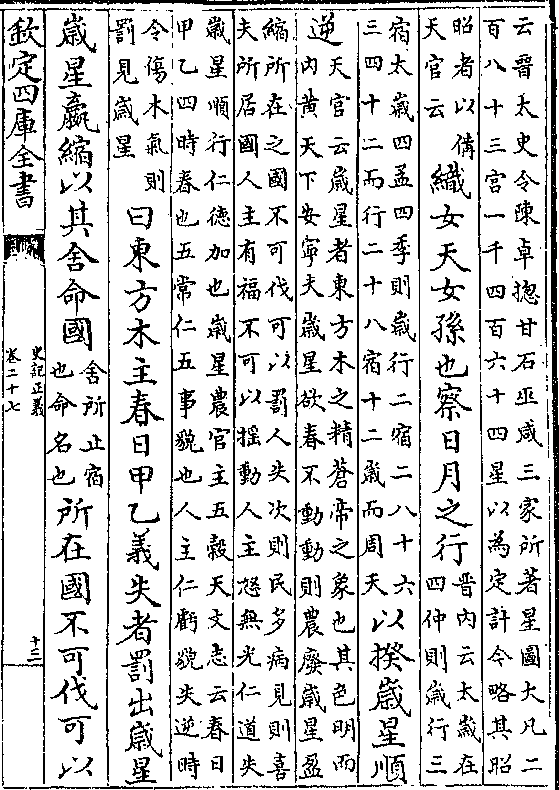 云晉太史令陳卓摠甘石巫咸三家所著星圖大凡二
百八十三官一千四百六十四星以為定計令略其昭
昭者以備
天官云
織女天女孫也察日月之行
晉内云太歲在
四仲則歲行三
宿太歲四孟四季則歲行二宿二八十六
三四十二而行二十八宿十二歲而周天
以揆歲星順
逆
天官云歲星者東方木之精蒼帝之象也其色明而
内黄天下安寧夫歲星欲春不動動則農廢歲星盈
縮所在之國不可伐可以罰人失次則民多病見則喜
夫所居國人主有福不可以揺動人主怒無光仁道失
歲星順行仁徳加也歲星農官主五穀天文志云春日
甲乙四時春也五常仁五事貌也人主仁虧貌失逆時
令傷木氣則
罰見歲星
曰東方木主春日甲乙義失者罰出歲星
歲星贏縮以其舍命國
舍所止宿
也命名也
所在國不可伐可以
欽定四庫全書
史記正義
卷二十七
十二